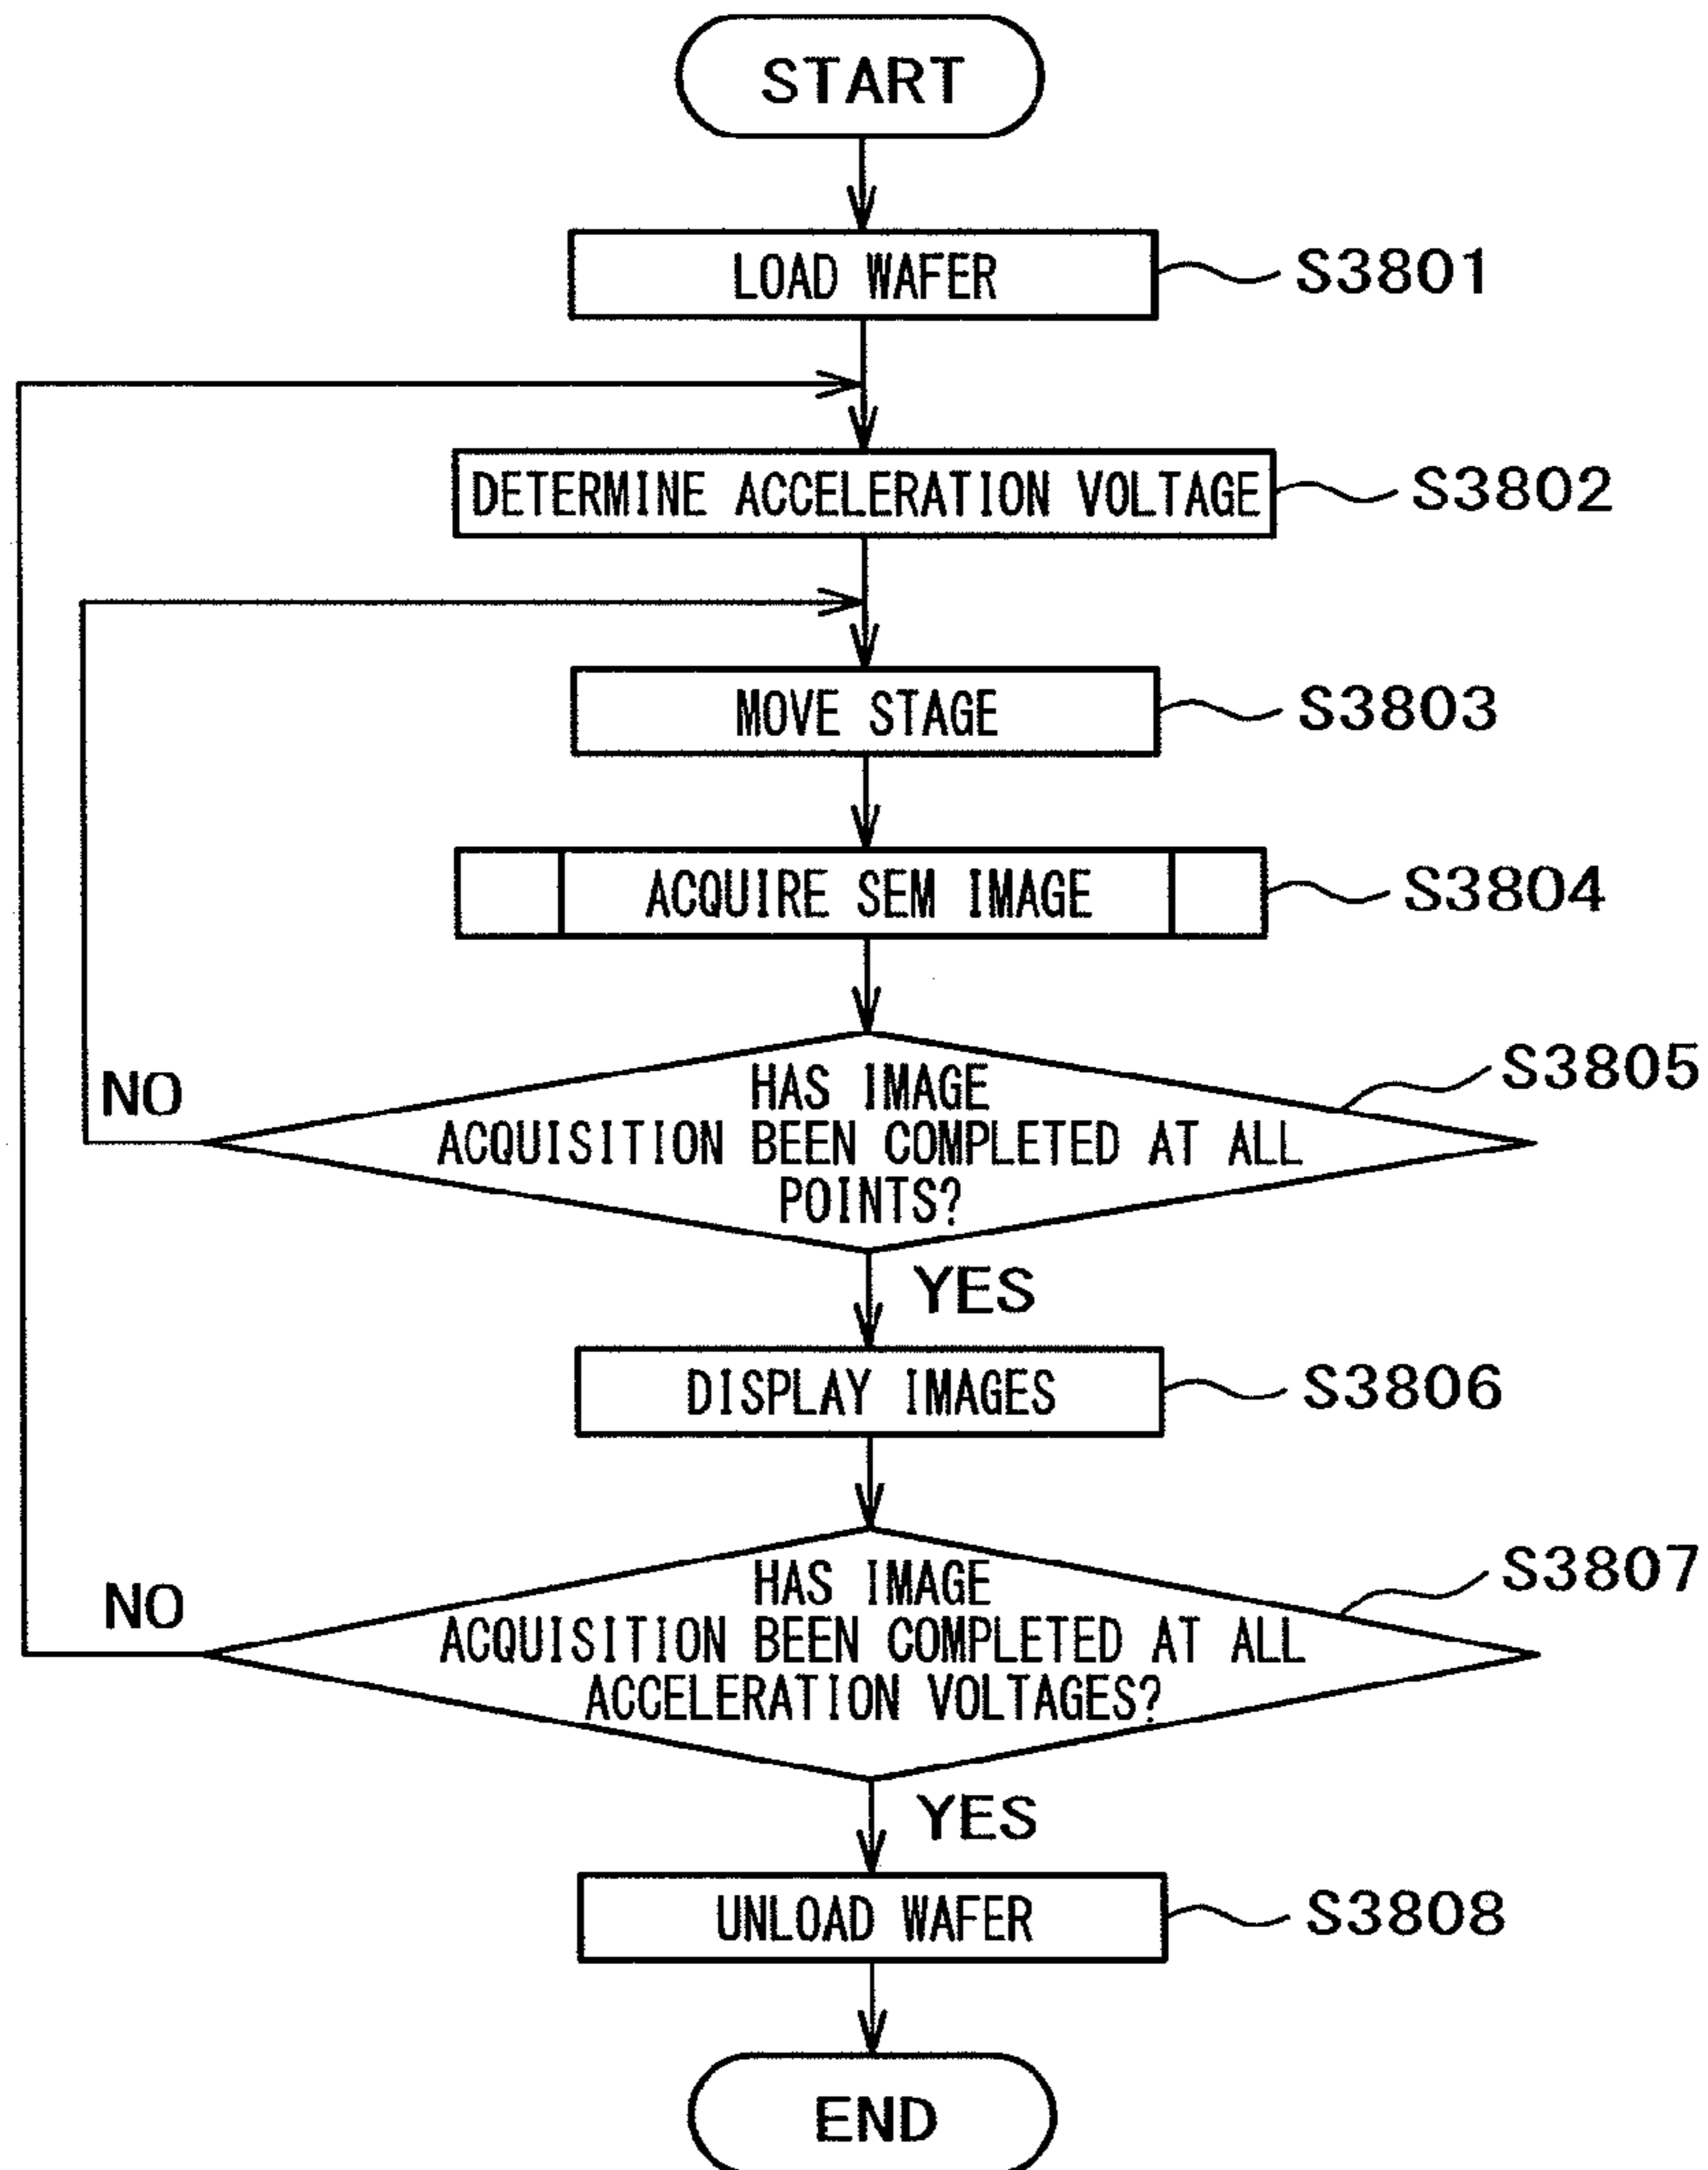 START
LOAD WAFER
S3801
DETERMINE ACCELERATION VOLTAGE
S3802
MOVE STAGE
S3803
ACQUIRE SEM IMAGE
S3804
HAS IMAGE
ACQUISITION BEEN COMPLETED AT ALL
POINTS?
S3805
NO
YES
DISPLAY IMAGES
S3806
HAS IMAGE
ACQUISITION BEEN COMPLETED AT ALL
ACCELERATION VOLTAGES?
S3807
NO
YES
UNLOAD WAFER
S3808
END